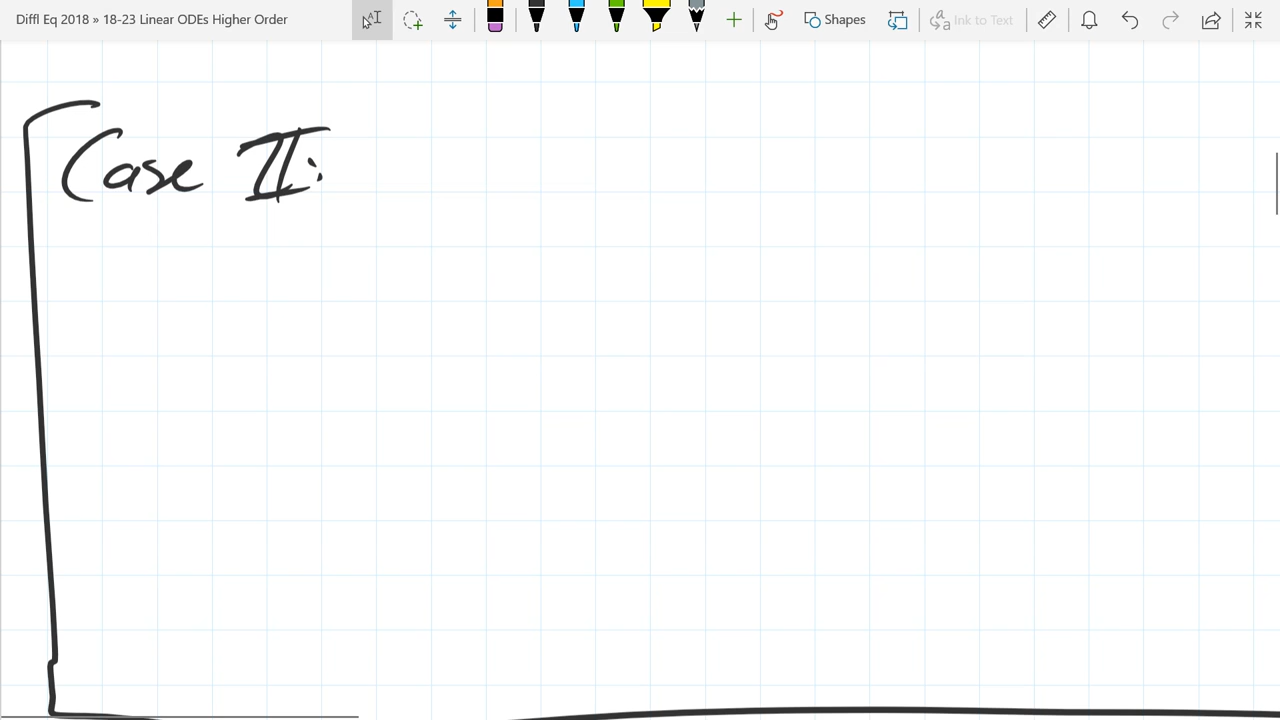 Diffl Eq 2018 » 18-23 Linear ODEs Higher Order
Shapes
Ink to Text
Case II: